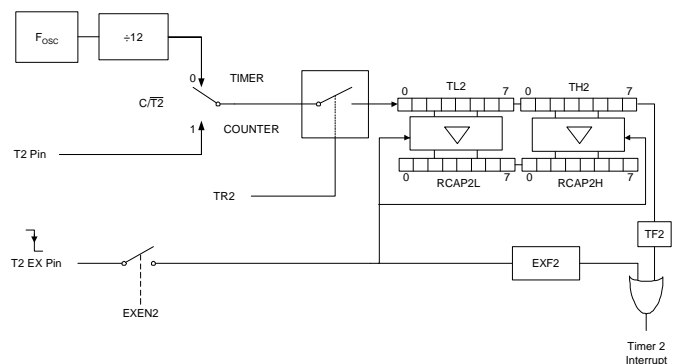 FOSC
÷12
0
TIMER
C/T2
1
COUNTER
T2 Pin
TR2
0 TL2 7
0 TH2 7
0 RCAP2L 7
0 RCAP2H 7
TF2
T2 EX Pin
EXEN2
EXF2
Timer 2
Interrupt